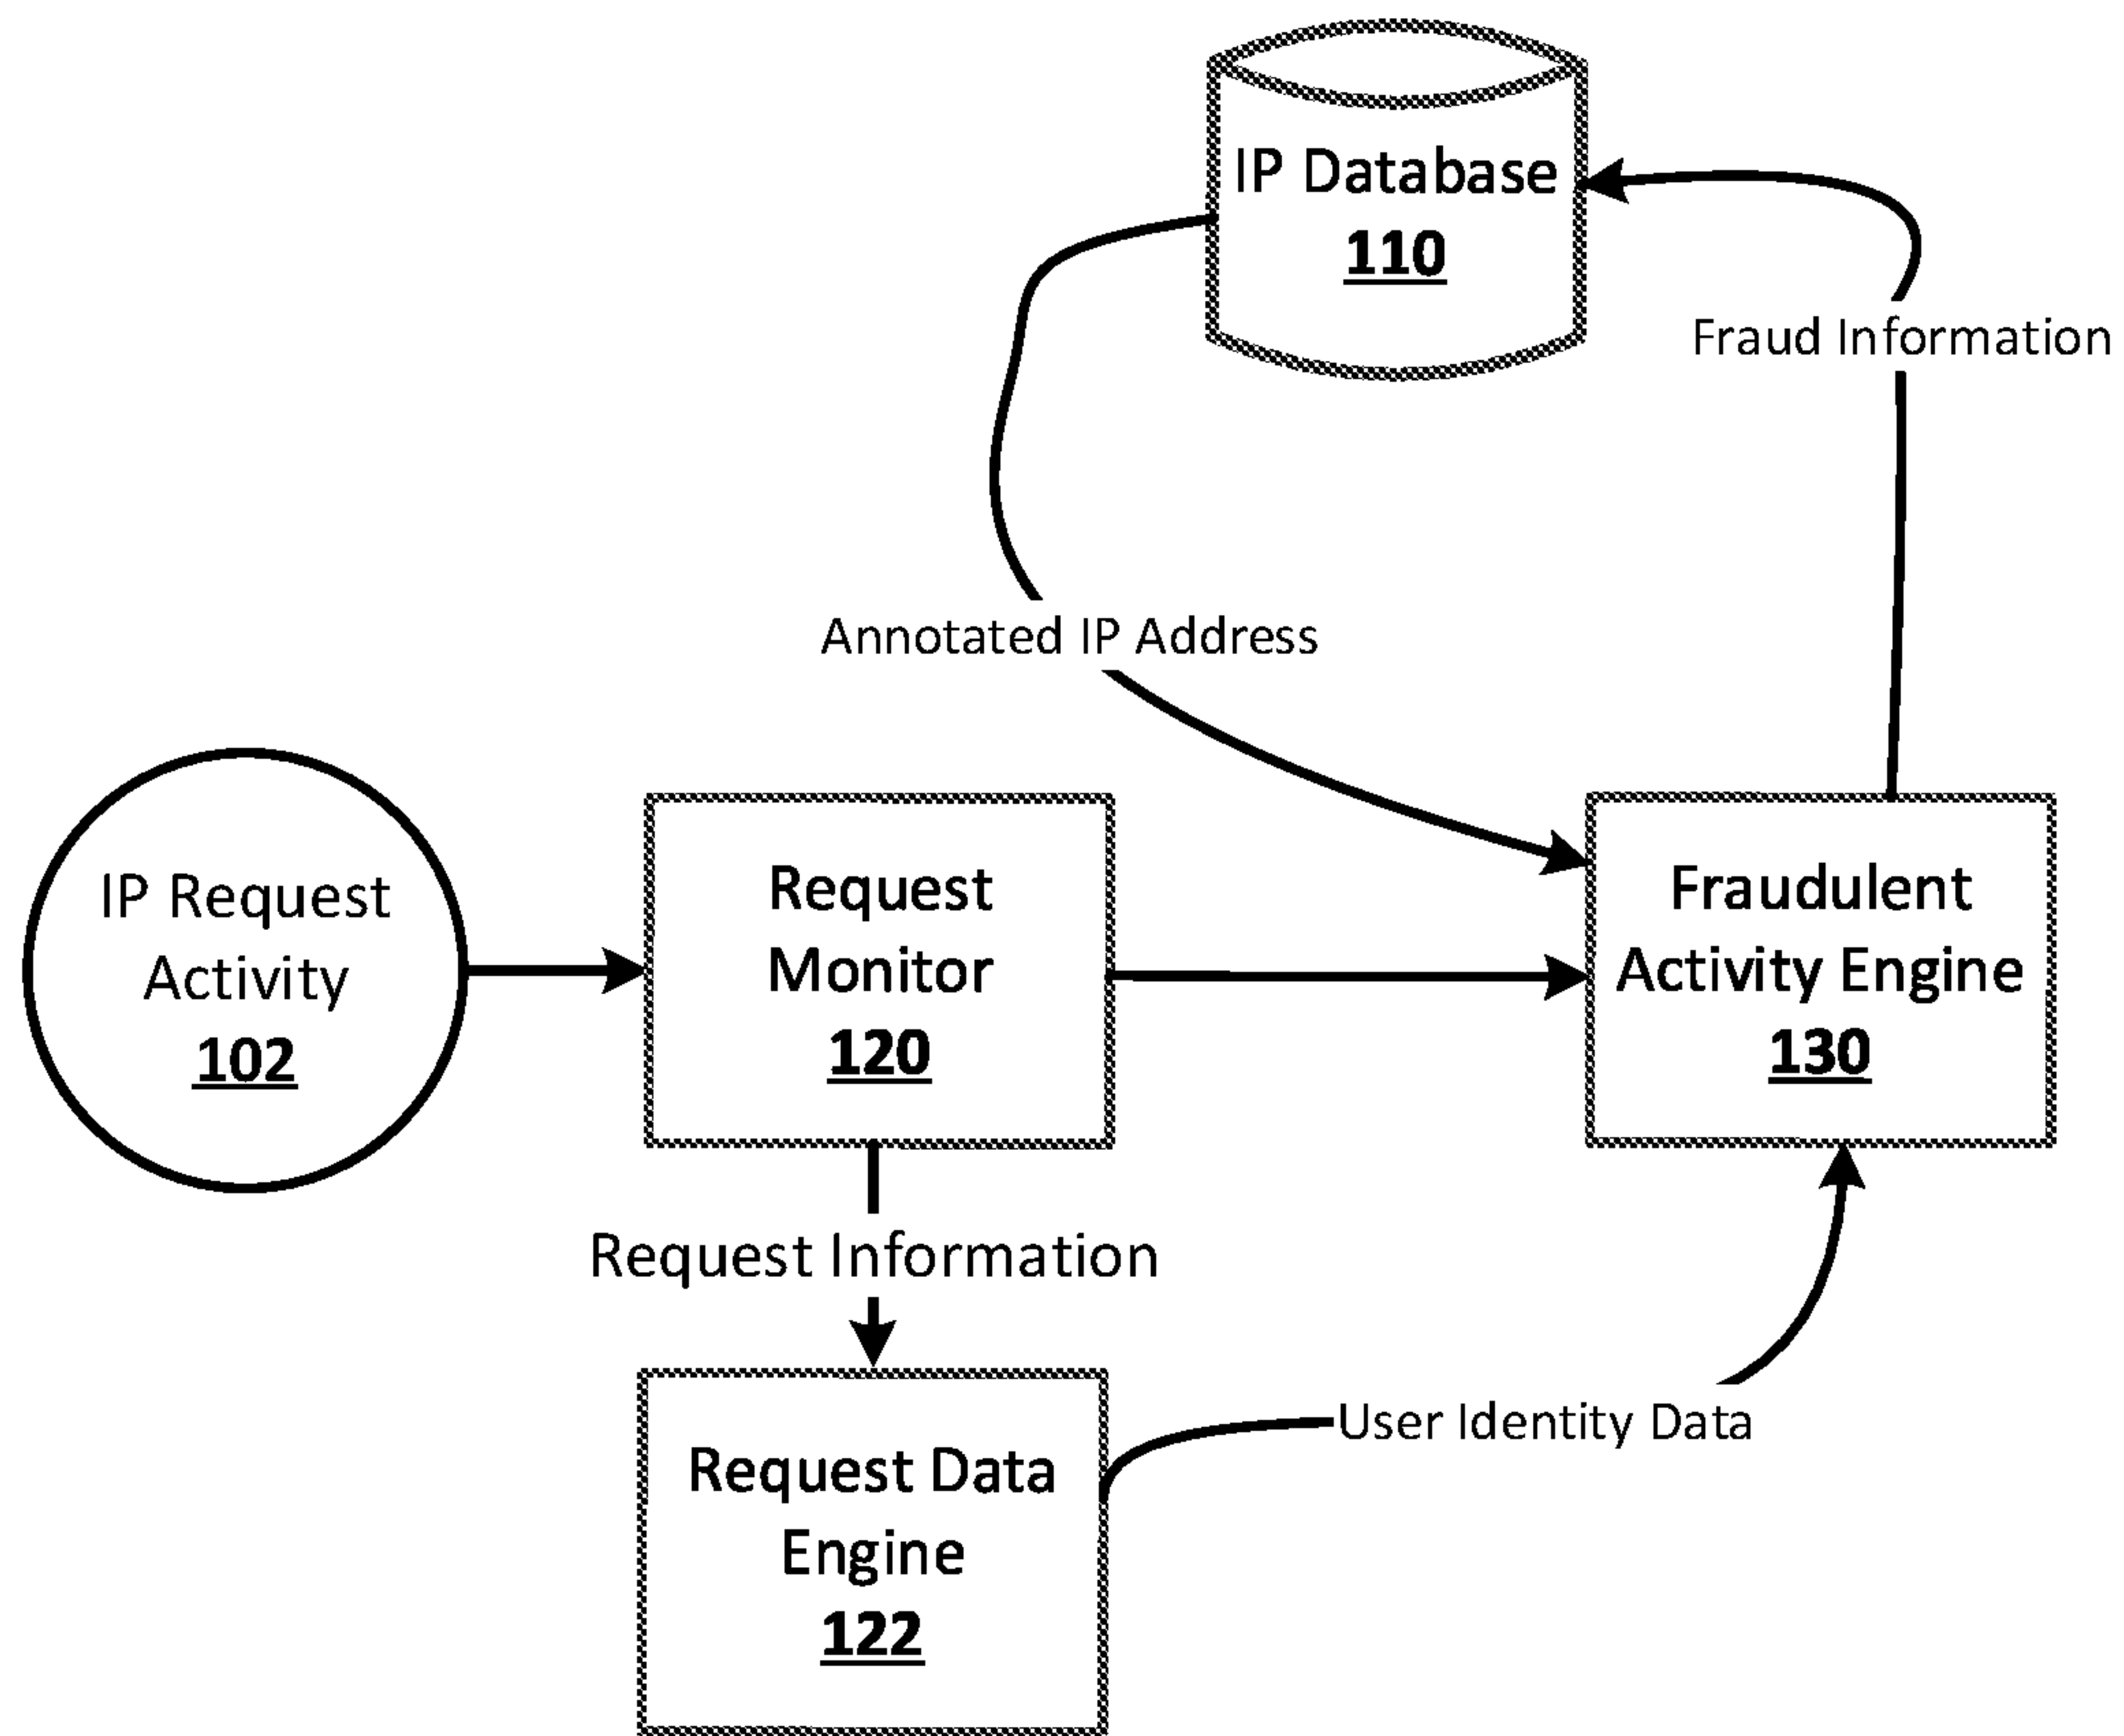 IP Database
110
Fraud Information
Annotated IP Address
IP Request
Activity
102
Request
Monitor
120
Fraudulent
Activity Engine
130
Request Information
User Identity Data
Request Data
Engine
122